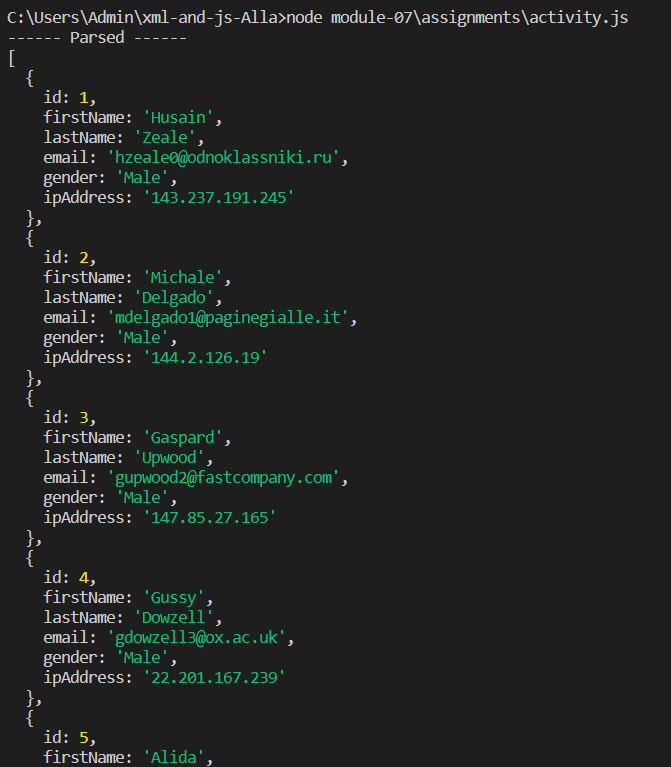 C:\Users\Admin\xml-and-js-Alla>node module-07\assignments\activity.js
------ Parsed ------
[
  {
    id: 1,
    firstName: 'Husain',
    lastName: 'Zeale',
    email: 'hzeale0@odnoklassniki.ru',
    gender: 'Male',
    ipAddress: '143.237.191.245'
  },
  {
    id: 2,
    firstName: 'Michale',
    lastName: 'Delgado',
    email: 'mdelgado1@paginegialle.it',
    gender: 'Male',
    ipAddress: '144.2.126.19'
  },
  {
    id: 3,
    firstName: 'Gaspard',
    lastName: 'Upwood',
    email: 'gupwood2@fastcompany.com',
    gender: 'Male',
    ipAddress: '147.85.27.165'
  },
  {
    id: 4,
    firstName: 'Gussy',
    lastName: 'Dowzell',
    email: 'gdowzell3@ox.ac.uk',
    gender: 'Male',
    ipAddress: '22.201.167.239'
  },
  {
    id: 5,
    firstName: 'Alida',